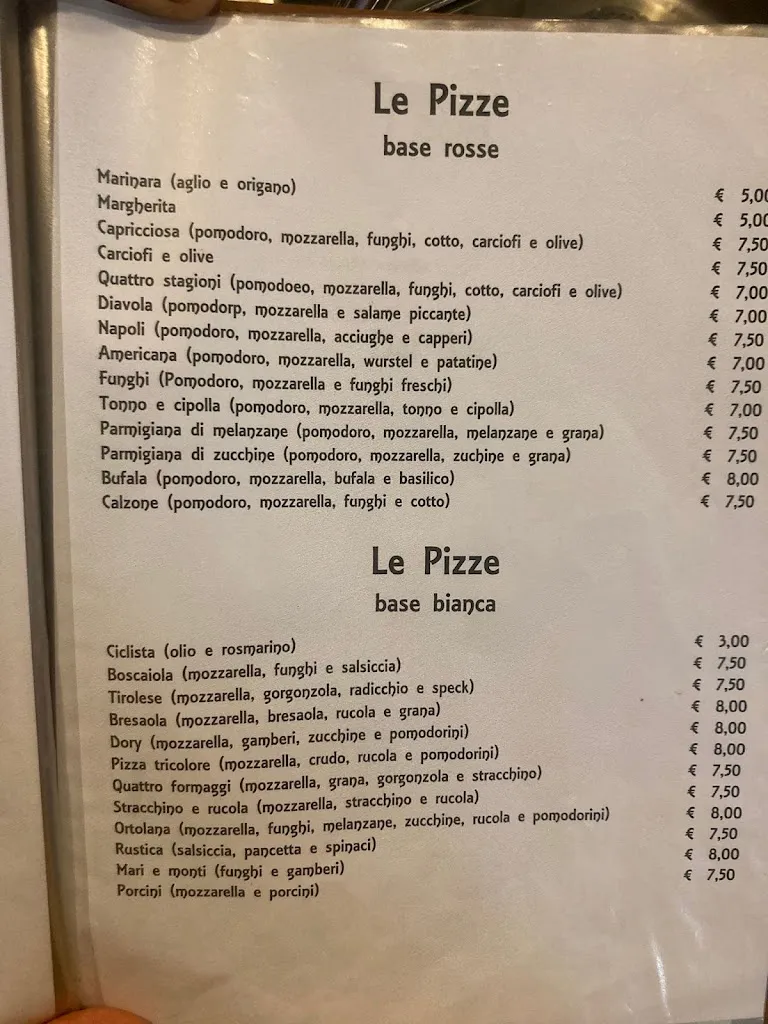 Le Pizze
base rosse
Marinara (aglio e origano) € 5,00
Margherita € 5,00
Capricciosa (pomodoro, mozzarella, funghi, cotto, carciofi e olive) € 7,50
Carciofi e olive € 7,50
Quattro stagioni (pomodoeo, mozzarella, funghi, cotto, carciofi e olive) € 7,00
Diavola (pomodorp, mozzarella e salame piccante) € 7,00
Napoli (pomodoro, mozzarella, acciughe e capperi) € 7,50
Americana (pomodoro, mozzarella, wurstel e patatine) € 7,00
Funghi (Pomodoro, mozzarella e funghi freschi) € 7,50
Tonno e cipolla (pomodoro, mozzarella, tonno e cipolla) € 7,00
Parmigiana di melanzane (pomodoro, mozzarella, melanzane e grana) € 7,50
Parmigiana di zucchine (pomodoro, mozzarella, zuchine e grana) € 7,50
Bufala (pomodoro, mozzarella, bufala e basilico) € 8,00
Calzone (pomodoro, mozzarella, funghi e cotto) € 7,50
Le Pizze
base bianca
Ciclista (olio e rosmarino) € 3,00
Boscaiola (mozzarella, funghi e salsiccia) € 7,50
Tirolese (mozzarella, gorgonzola, radicchio e speck) € 7,50
Bresaola (mozzarella, bresaola, rucola e grana) € 8,00
Dory (mozzarella, gamberi, zucchine e pomodorini) € 8,00
Pizza tricolore (mozzarella, crudo, rucola e pomodorini) € 8,00
Quattro formaggi (mozzarella, grana, gorgonzola e stracchino) € 7,50
Stracchino e rucola (mozzarella, stracchino e rucola) € 7,50
Ortolana (mozzarella, funghi, melanzane, zucchine, rucola e pomodorini) € 8,00
Rustica (salsiccia, pancetta e spinaci) € 7,50
Mari e monti (funghi e gamberi) € 8,00
Porcini (mozzarella e porcini) € 7,50